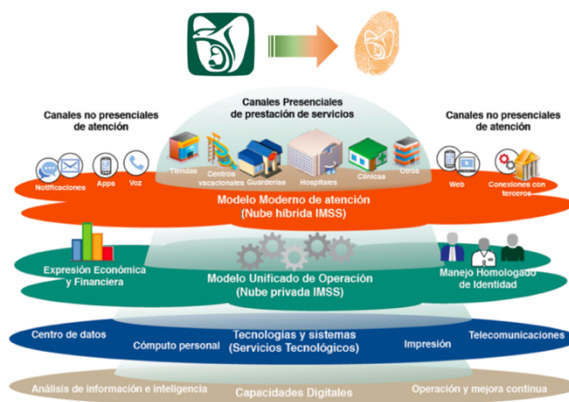 Canales no presenciales
de atención
Canales Presenciales
de prestación de servicios
Canales no presenciales
de atención
Notificaciones
Apps
Voz
Tiendas
Centros
vacacionales
Guarderías
Hospitales
Clínicas
Otros
Web
Conexiones con
terceros
Modelo Moderno de atención
(Nube híbrida IMSS)
Expresión Económica
y Financiera
Modelo Unificado de Operación
(Nube privada IMSS)
Manejo Homologado
de Identidad
Centro de datos
Cómputo personal
Tecnologías y sistemas
(Servicios Tecnológicos)
Impresión
Telecomunicaciones
Análisis de información e inteligencia
Capacidades Digitales
Operación y mejora continua